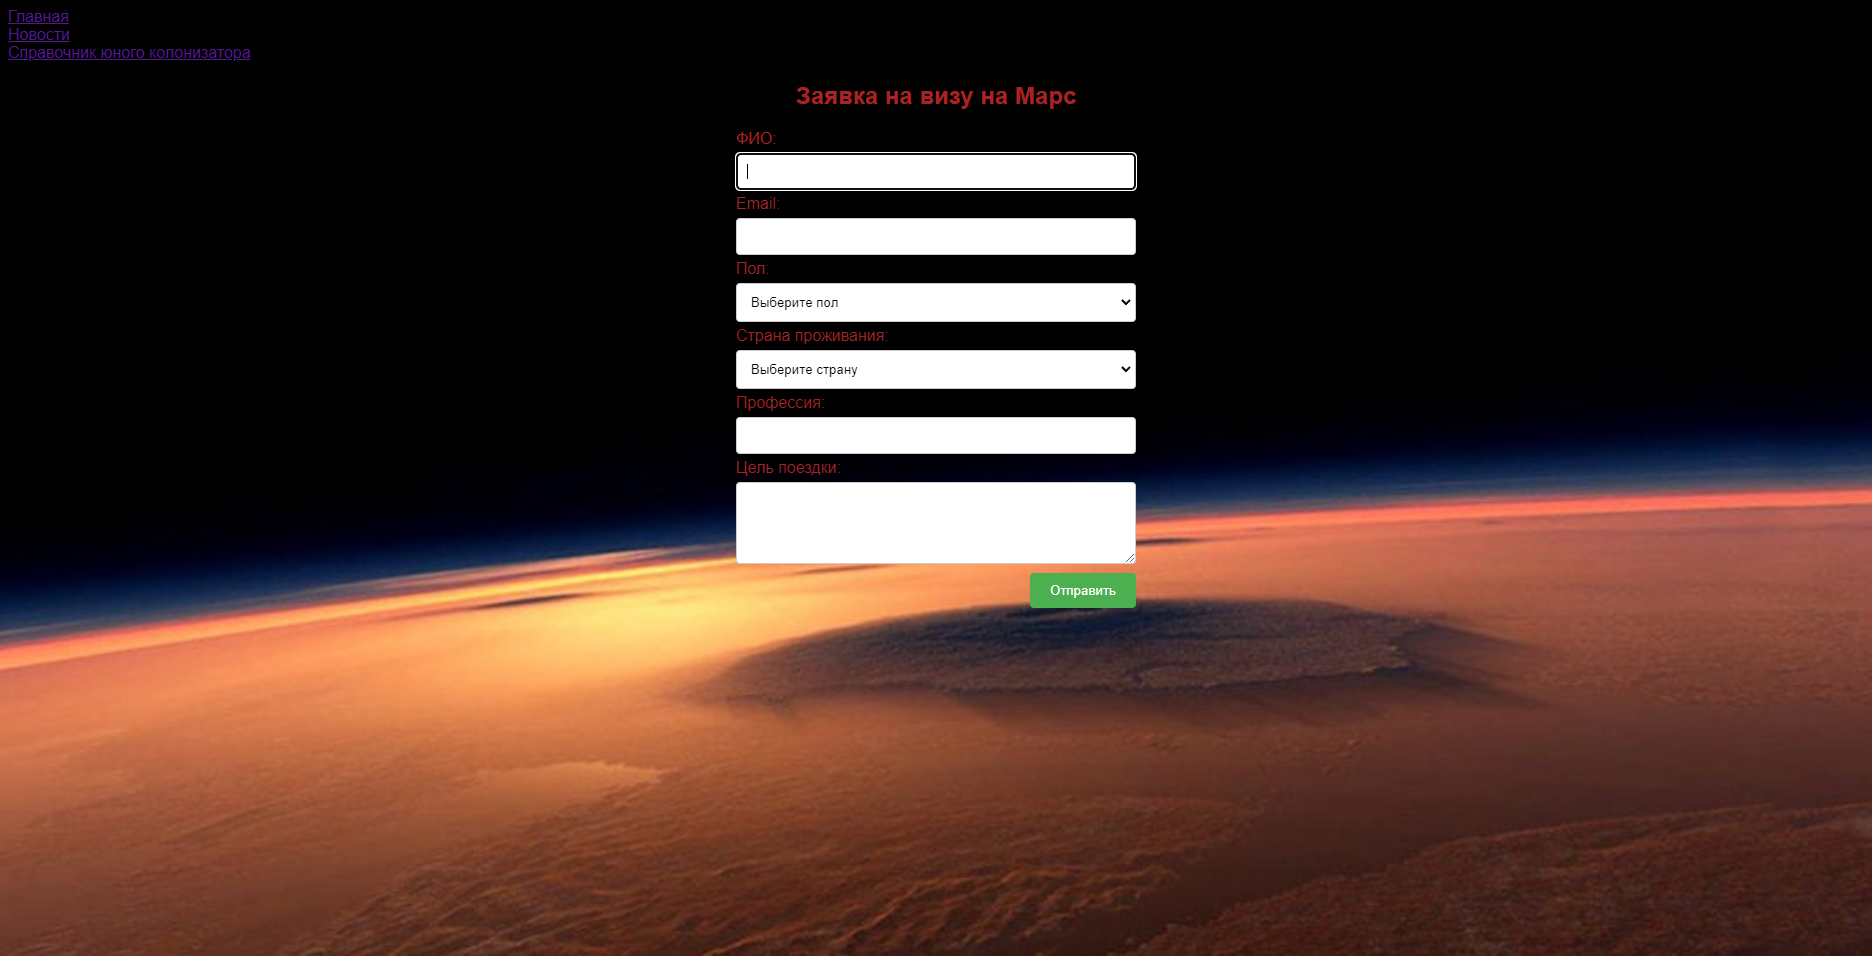 Главная
Новости
Справочник юного колонизатора
Заявка на визу на Марс
ФИО:
Email:
Пол:
Выберите пол
Страна проживания:
Выберите страну
Профессия:
Цель поездки:
Отправить